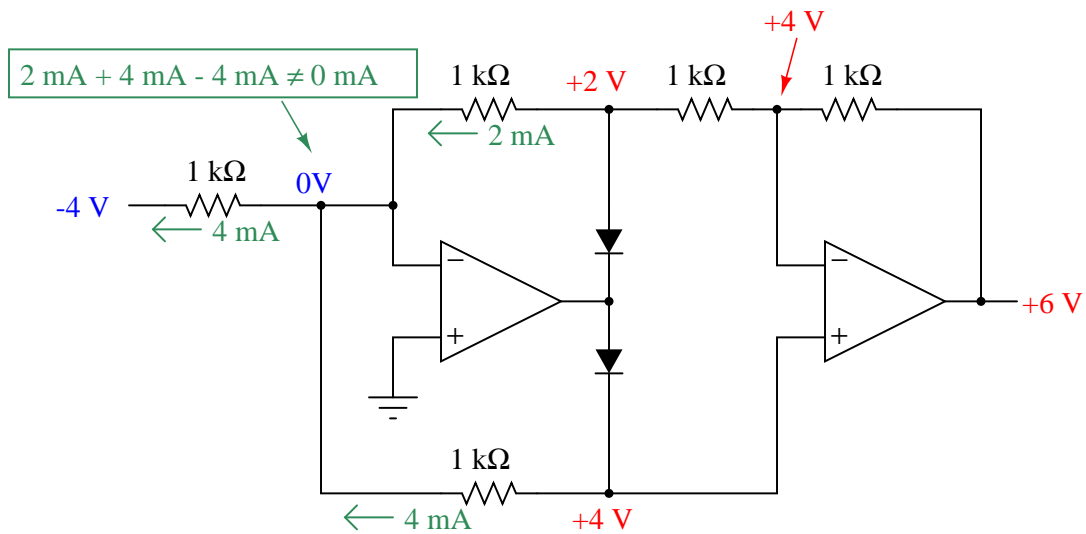 +4 V
2 mA + 4 mA - 4 mA ≠ 0 mA
1 kΩ
+2 V
1 kΩ
1 kΩ
2 mA
1 kΩ
0V
-4 V
4 mA
−
−
+6 V
+
+
1 kΩ
4 mA
+4 V